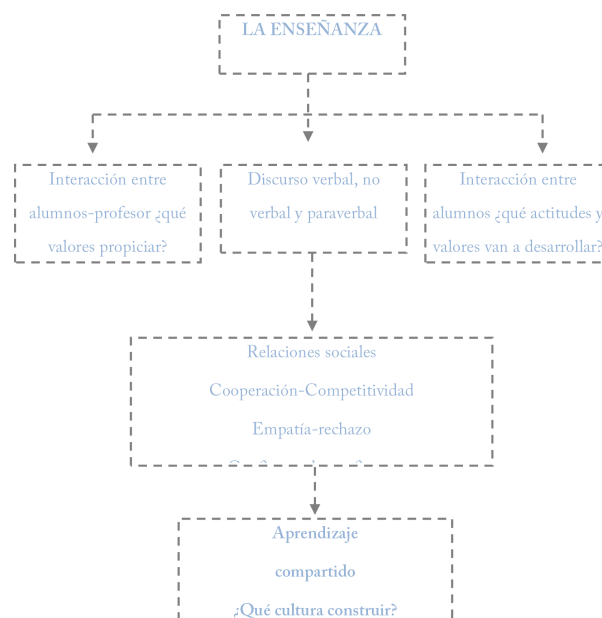 LA ENSEÑANZA
Interacción entre
alumnos-profesor ¿qué
valores propiciar?
Discurso verbal, no
verbal y paraverbal
Interacción entre
alumnos ¿qué actitudes y
valores van a desarrollar?
Relaciones sociales
Cooperación-Competitividad
Empatía-rechazo
Aprendizaje
compartido
¿Qué cultura construir?